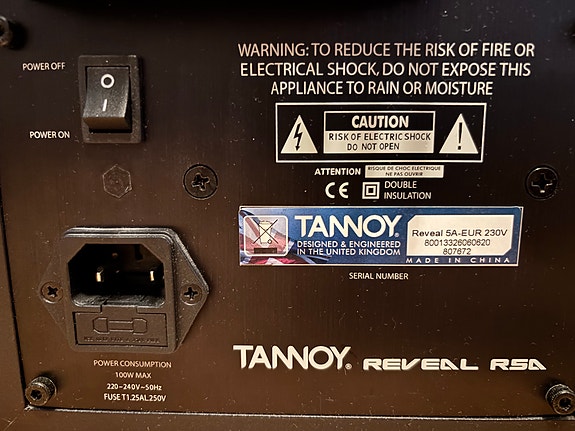 POWER OFF
O
I
POWER ON
WARNING: TO REDUCE THE RISK OF FIRE OR
ELECTRICAL SHOCK, DO NOT EXPOSE THIS
APPLIANCE TO RAIN OR MOISTURE
CAUTION
RISK OF ELECTRIC SHOCK
DO NOT OPEN
ATTENTION RISQUE DE CHOC ELECTRIQUE
NE PAS OUVRIR
CE DOUBLE
INSULATION
TANNOY.
DESIGNED & ENGINEERED
IN THE UNITED KINGDOM
Reveal 5A-EUR 230V
80013326060620
807672
MADE IN CHINA
SERIAL NUMBER
POWER CONSUMPTION
100W MAX
220~240V~50Hz
FUSE T1.25AL250V
TANNOY® REVEAL R5A